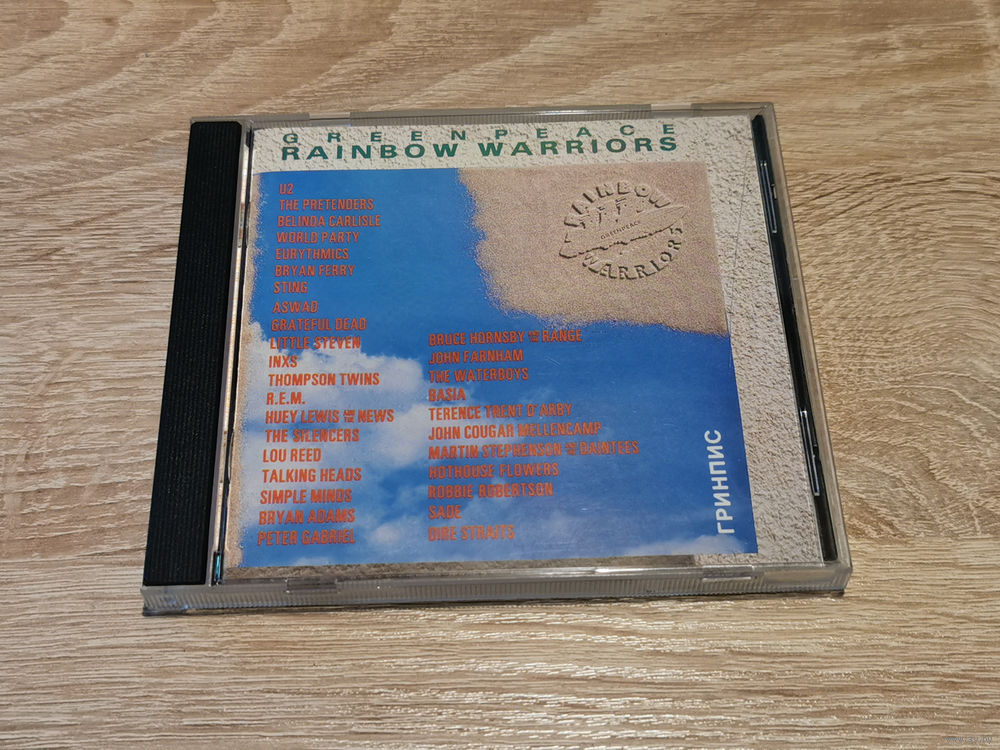 GREENPEACE
RAINBOW WARRIORS
RAINBOW
GREENPEACE
WARRIORS
U2
THE PRETENDERS
BELINDA CARLISLE
WORLD PARTY
EURYTHMICS
BRYAN FERRY
STING
ASWAD
GRATEFUL DEAD
LITTLE STEVEN
INXS
THOMPSON TWINS
R.E.M.
HUEY LEWIS AND THE NEWS
THE SILENCERS
LOU REED
TALKING HEADS
SIMPLE MINDS
BRYAN ADAMS
PETER GABRIEL
BRUCE HORNSBY AND THE RANGE
JOHN FARNHAM
THE WATERBOYS
BASIA
TERENCE TRENT D'ARBY
JOHN COUGAR MELLENCAMP
MARTIN STEPHENSON AND THE DAINTEES
HOTHOUSE FLOWERS
ROBBIE ROBERTSON
SADE
DIRE STRAITS
ГРИНПИС